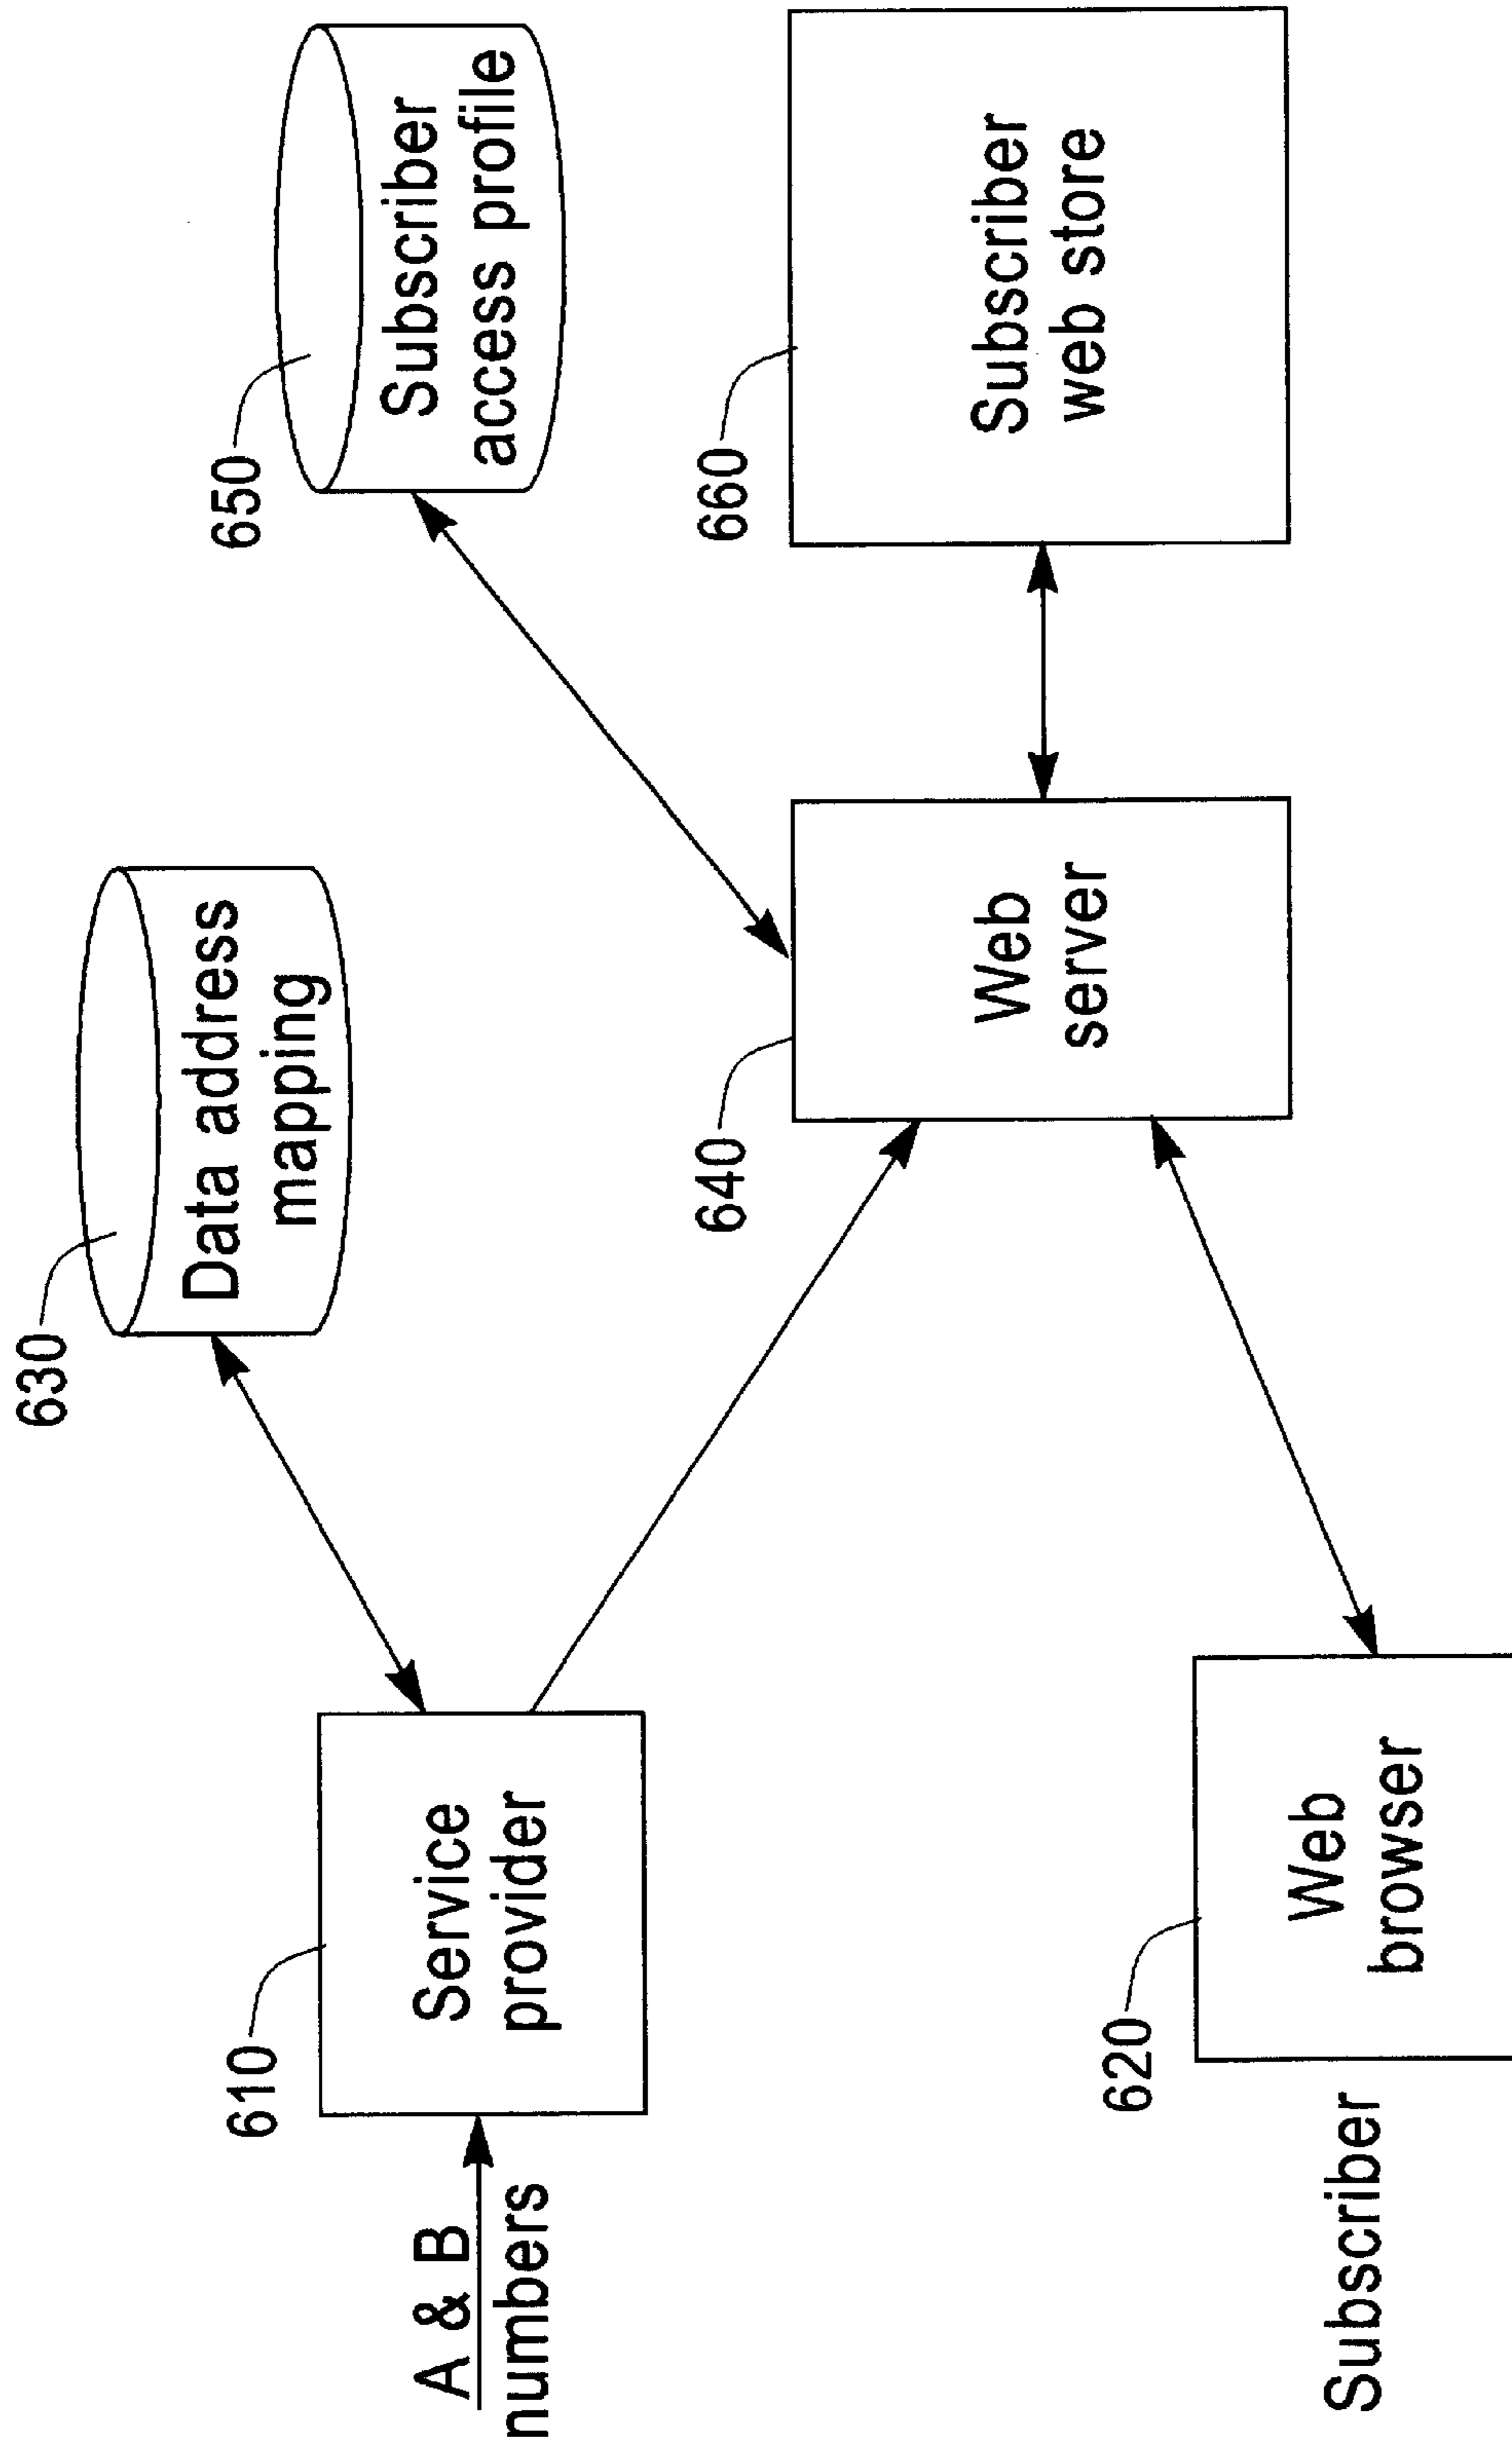 630
Data address
mapping
650
Subscriber
access profile
610
Service
provider
A & B
numbers
640
Web
server
660
Subscriber
web store
620
Web
browser
Subscriber